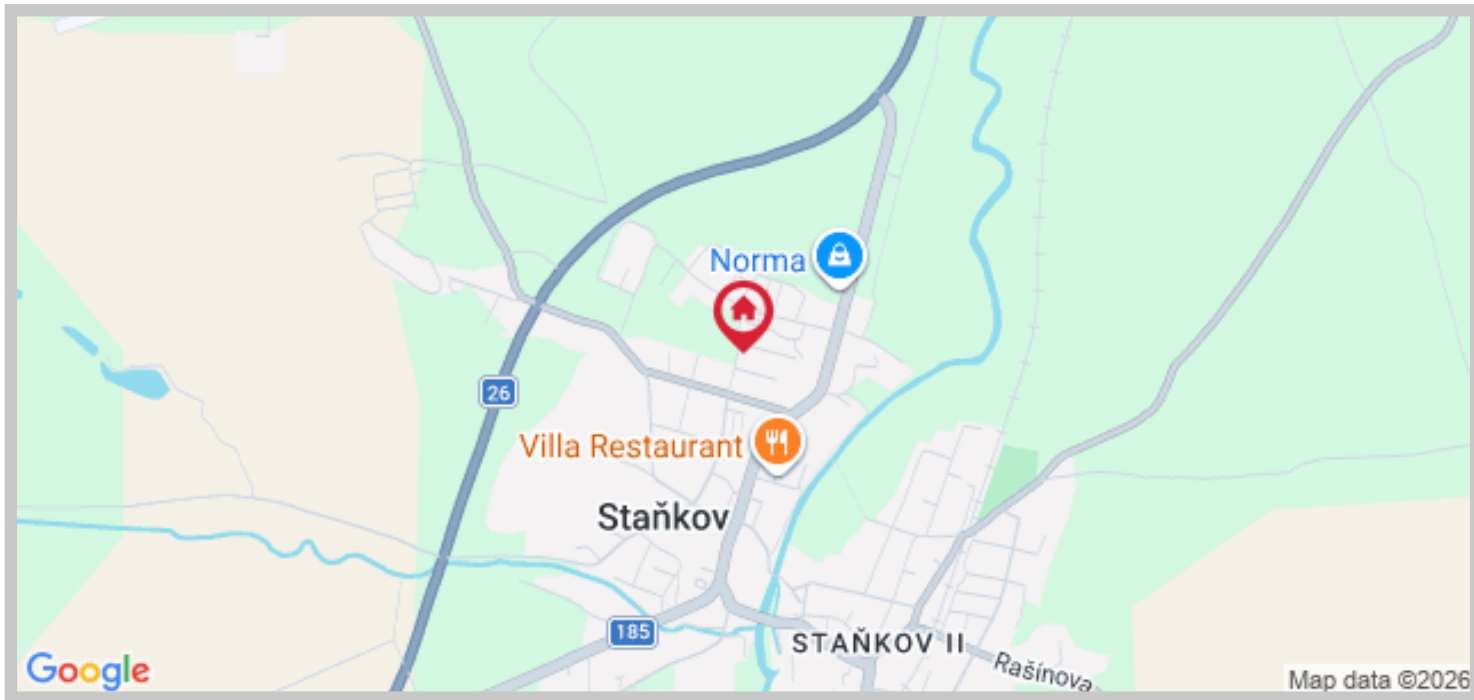 Norma
26
Villa Restaurant
Staňkov
185
STAŇKOV II
Rašínova
Google
Map data ©2026